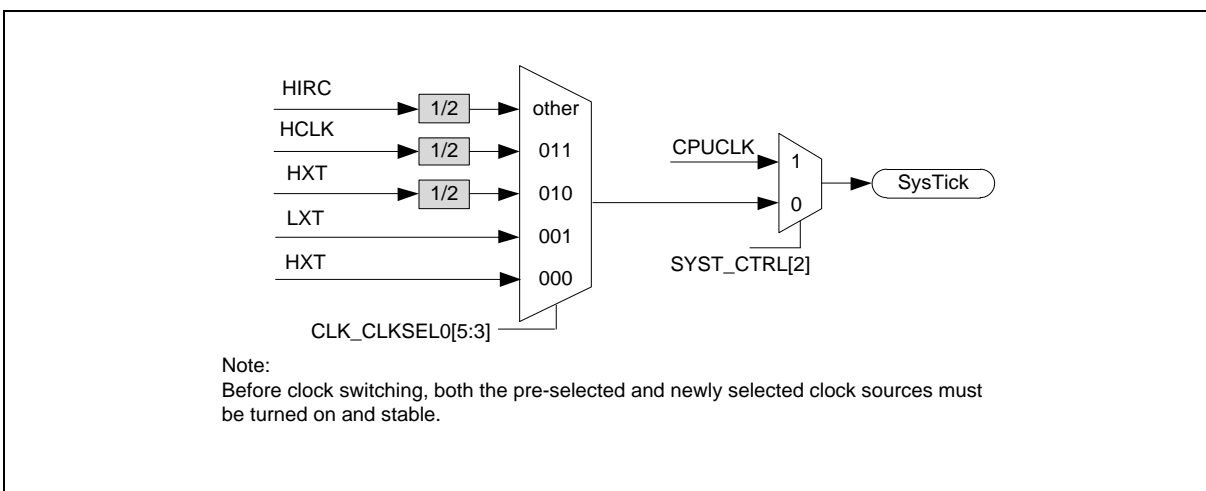 HIRC
1/2
other
HCLK
1/2
011
CPUCLK
1
HXT
1/2
010
SysTick
LXT
001
0
HXT
000
SYST_CTRL[2]
CLK_CLKSEL0[5:3]
Note:
Before clock switching, both the pre-selected and newly selected clock sources must
be turned on and stable.